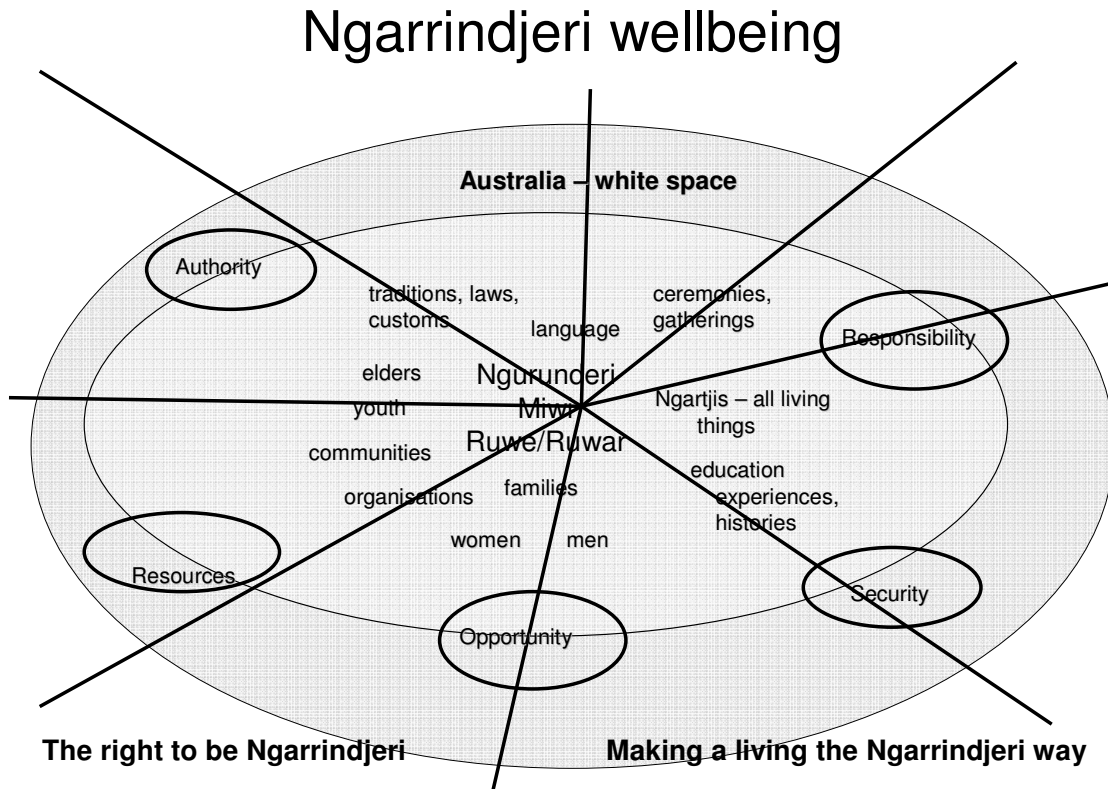 Ngarrindjeri wellbeing
Australia – white space
Authority
traditions, laws,
customs
language
ceremonies,
gatherings
Responsibility
elders
Ngurunderi
youth
Miwi
Ruwe/Ruwar
Ngartjis – all living
things
communities
organisations
families
education
experiences,
histories
women
men
Resources
Opportunity
Security
The right to be Ngarrindjeri
Making a living the Ngarrindjeri way